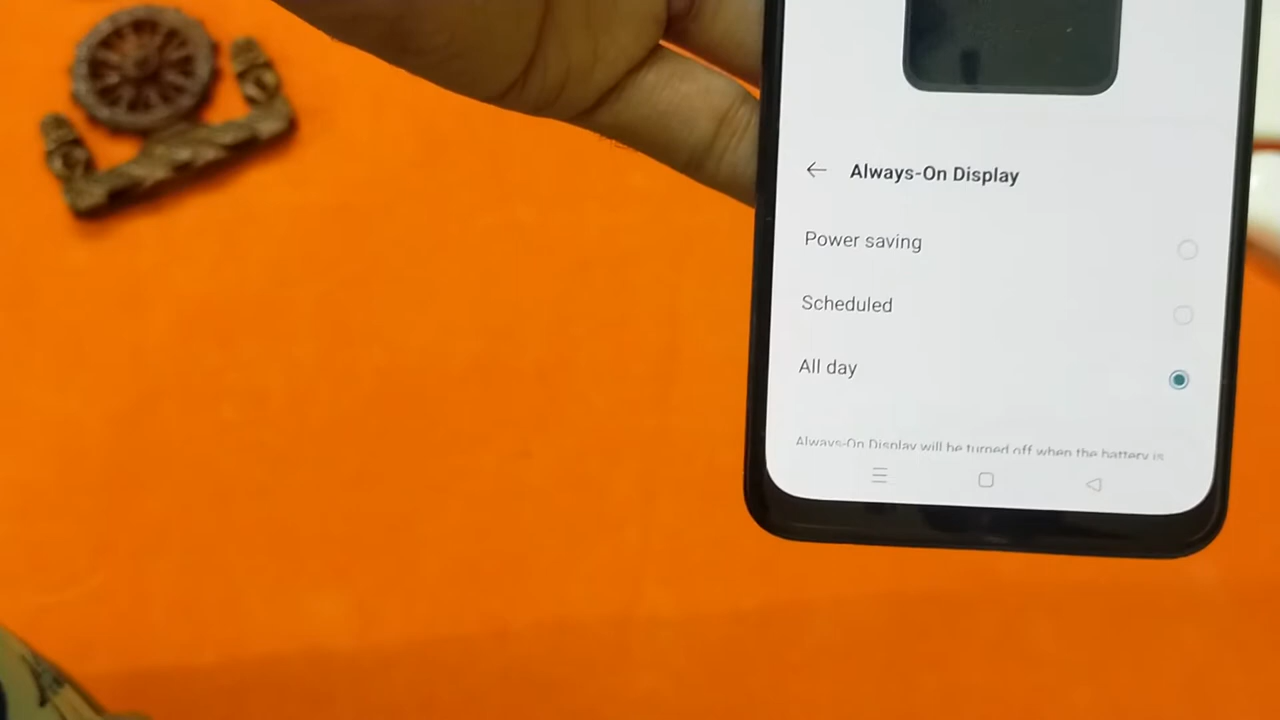 Always-On Display
Power saving
Scheduled
All day
Always-On Display will be turned off when the battery is